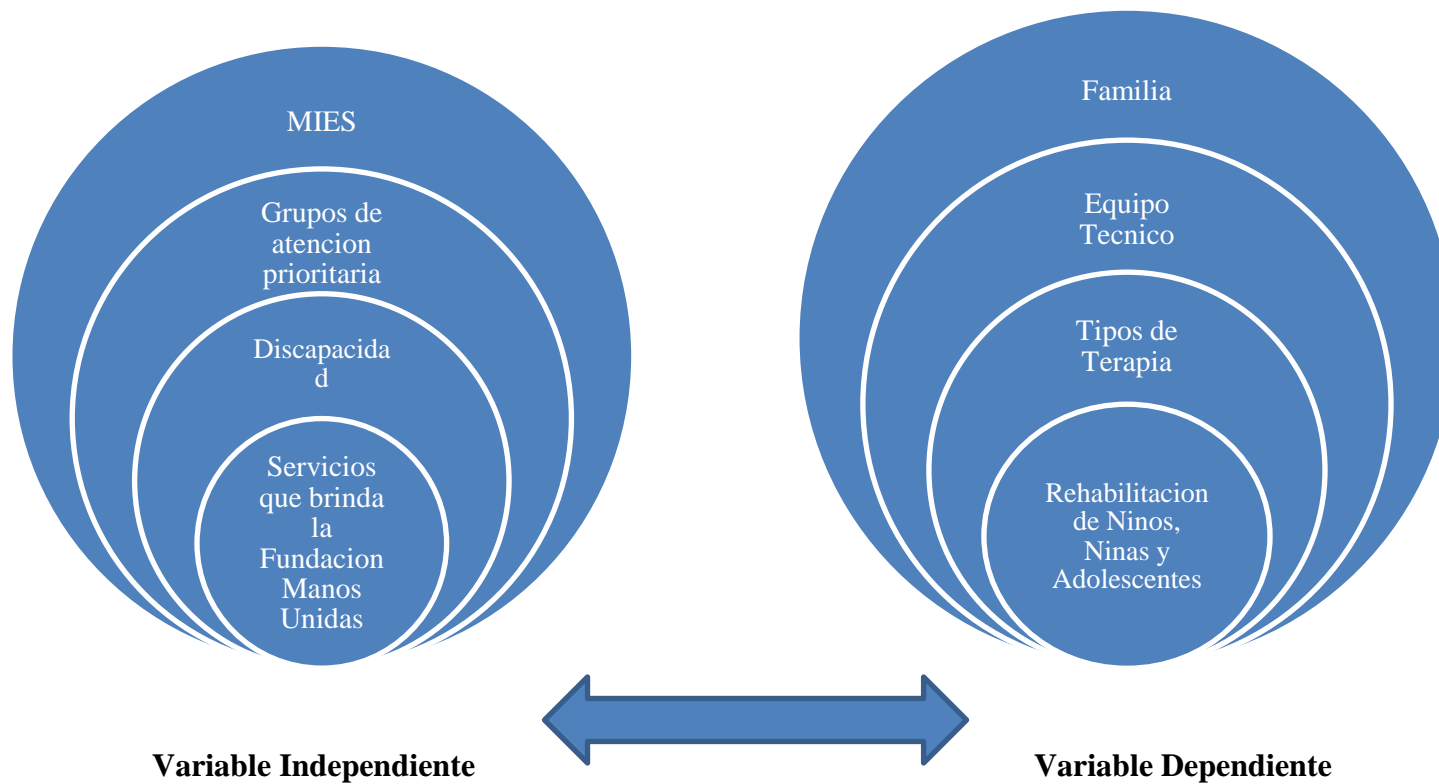 MIES
Grupos de
atencion
prioritaria
Discapacida
d
Servicios
que brinda
la
Fundacion
Manos
Unidas
Familia
Equipo
Tecnico
Tipos de
Terapia
Rehabilitacion
de Ninos,
Ninas y
Adolescentes
Variable Independiente
Variable Dependiente